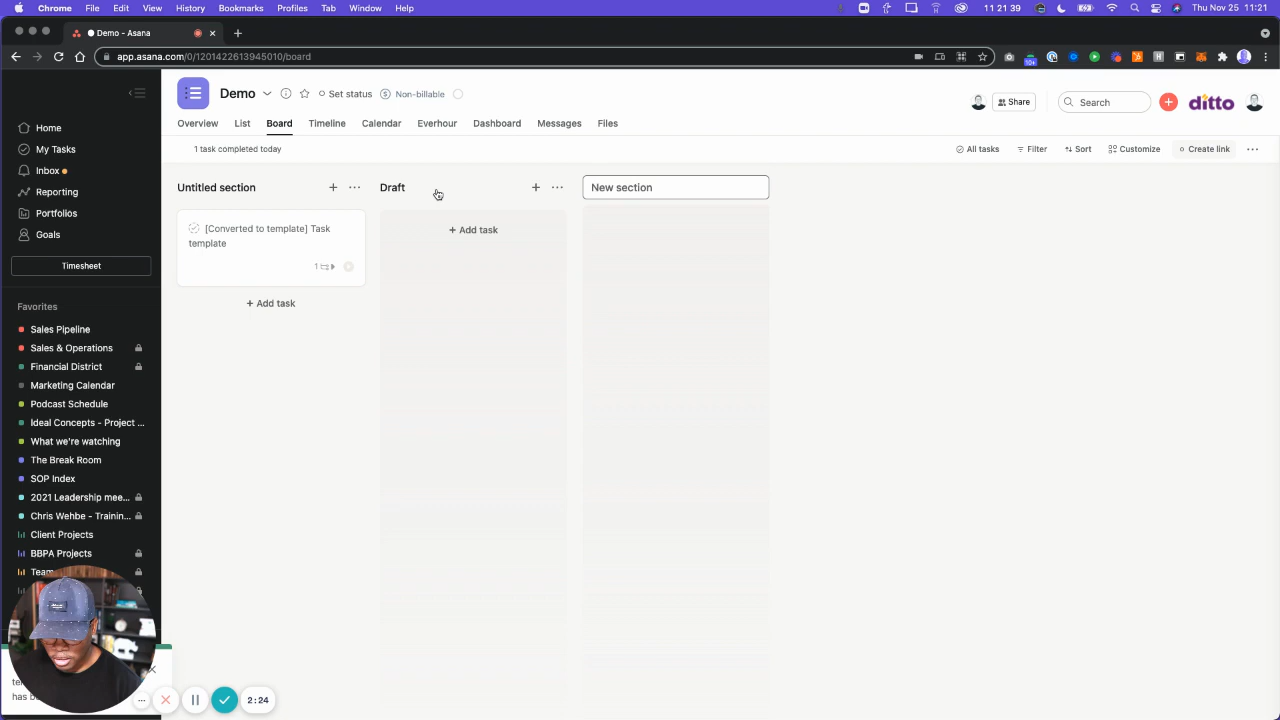 Chrome File Edit View History Bookmarks Profiles Tab Window Help 11:21:39 Thu Nov 25 11:21
Demo - Asana
app.asana.com/0/1201422613945010/board
10+
Demo Set status Non-billable Share Search ditto
Overview List Board Timeline Calendar Everhour Dashboard Messages Files
1 task completed today All tasks Filter Sort Customize Create link
Home
My Tasks
Inbox
Reporting
Portfolios
Goals
Timesheet
Favorites
Sales Pipeline
Sales & Operations
Financial District
Marketing Calendar
Podcast Schedule
Ideal Concepts - Project ...
What we're watching
The Break Room
SOP Index
2021 Leadership mee...
Chris Wehbe - Trainin...
Client Projects
BBPA Projects
Team
Untitled section
[Converted to template] Task
template
1
+ Add task
Draft
+ Add task
New section
2:24